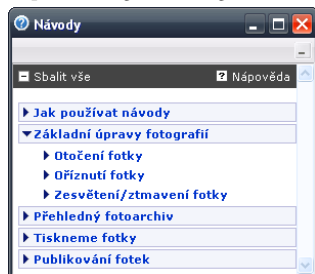 Návody
Sbalit vše Nápověda
Jak používat návody
Základní úpravy fotografií
Otočení fotky
Oříznutí fotky
Zesvětení/ztmavení fotky
Přehledný fotoarchiv
Tiskneme fotky
Publikování fotek